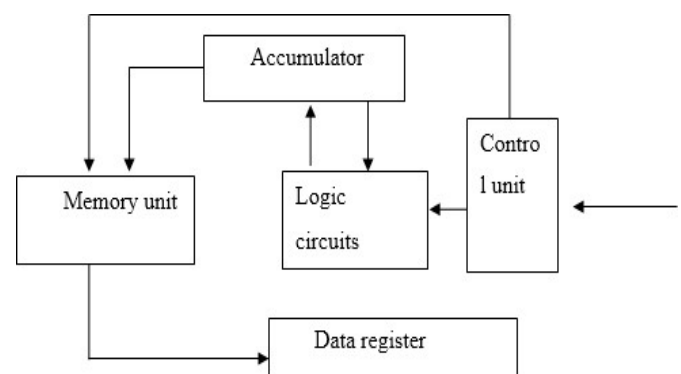 Accumulator
Contro
l unit
Memory unit
Logic
circuits
Data register